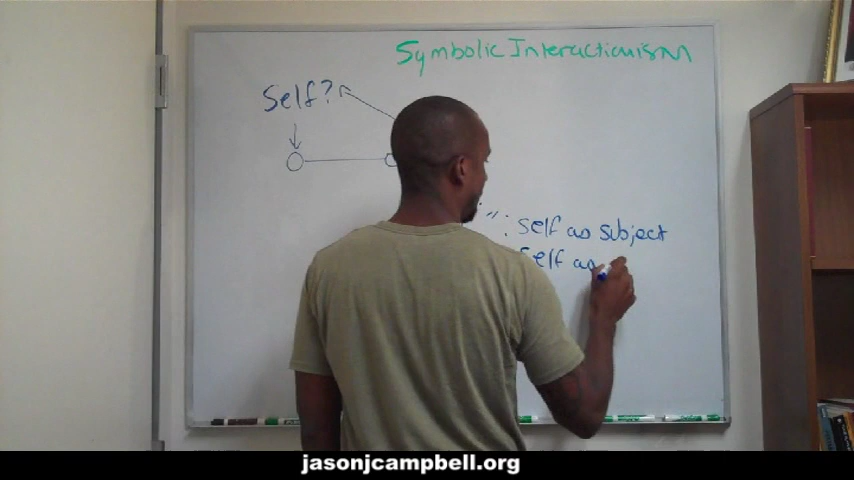 Symbolic Interactionism
Self?
": self as subject
self as
jasonjcampbell.org